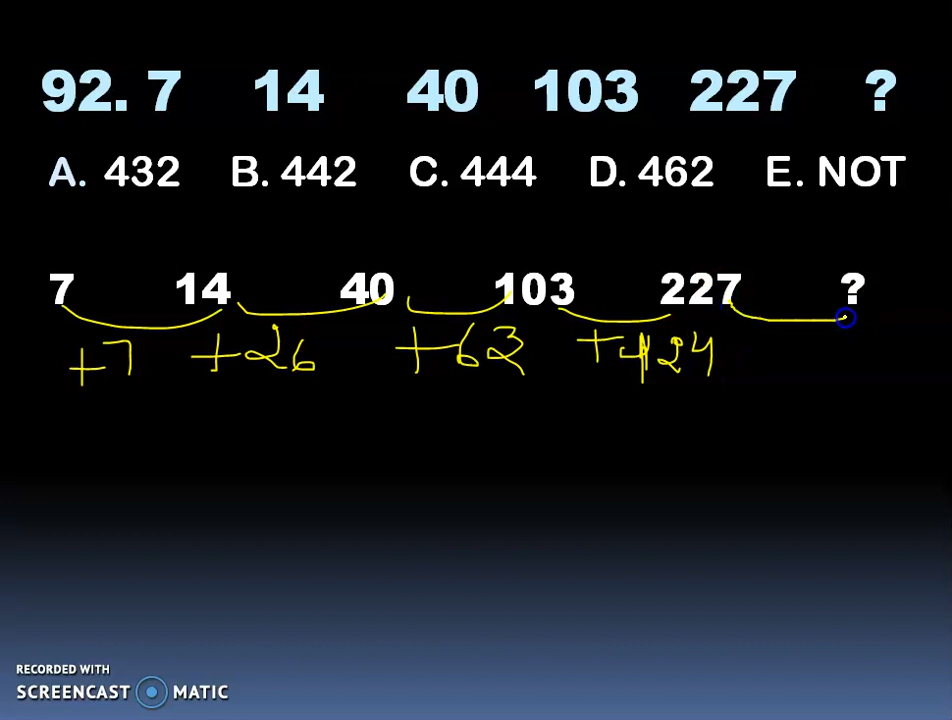 92. 7 14 40 103 227 ?
A. 432 B. 442 C. 444 D. 462 E. NOT
7 14 40 103 227 ?
+7 +26 +63 +124
RECORDED WITH
SCREENCAST MATIC